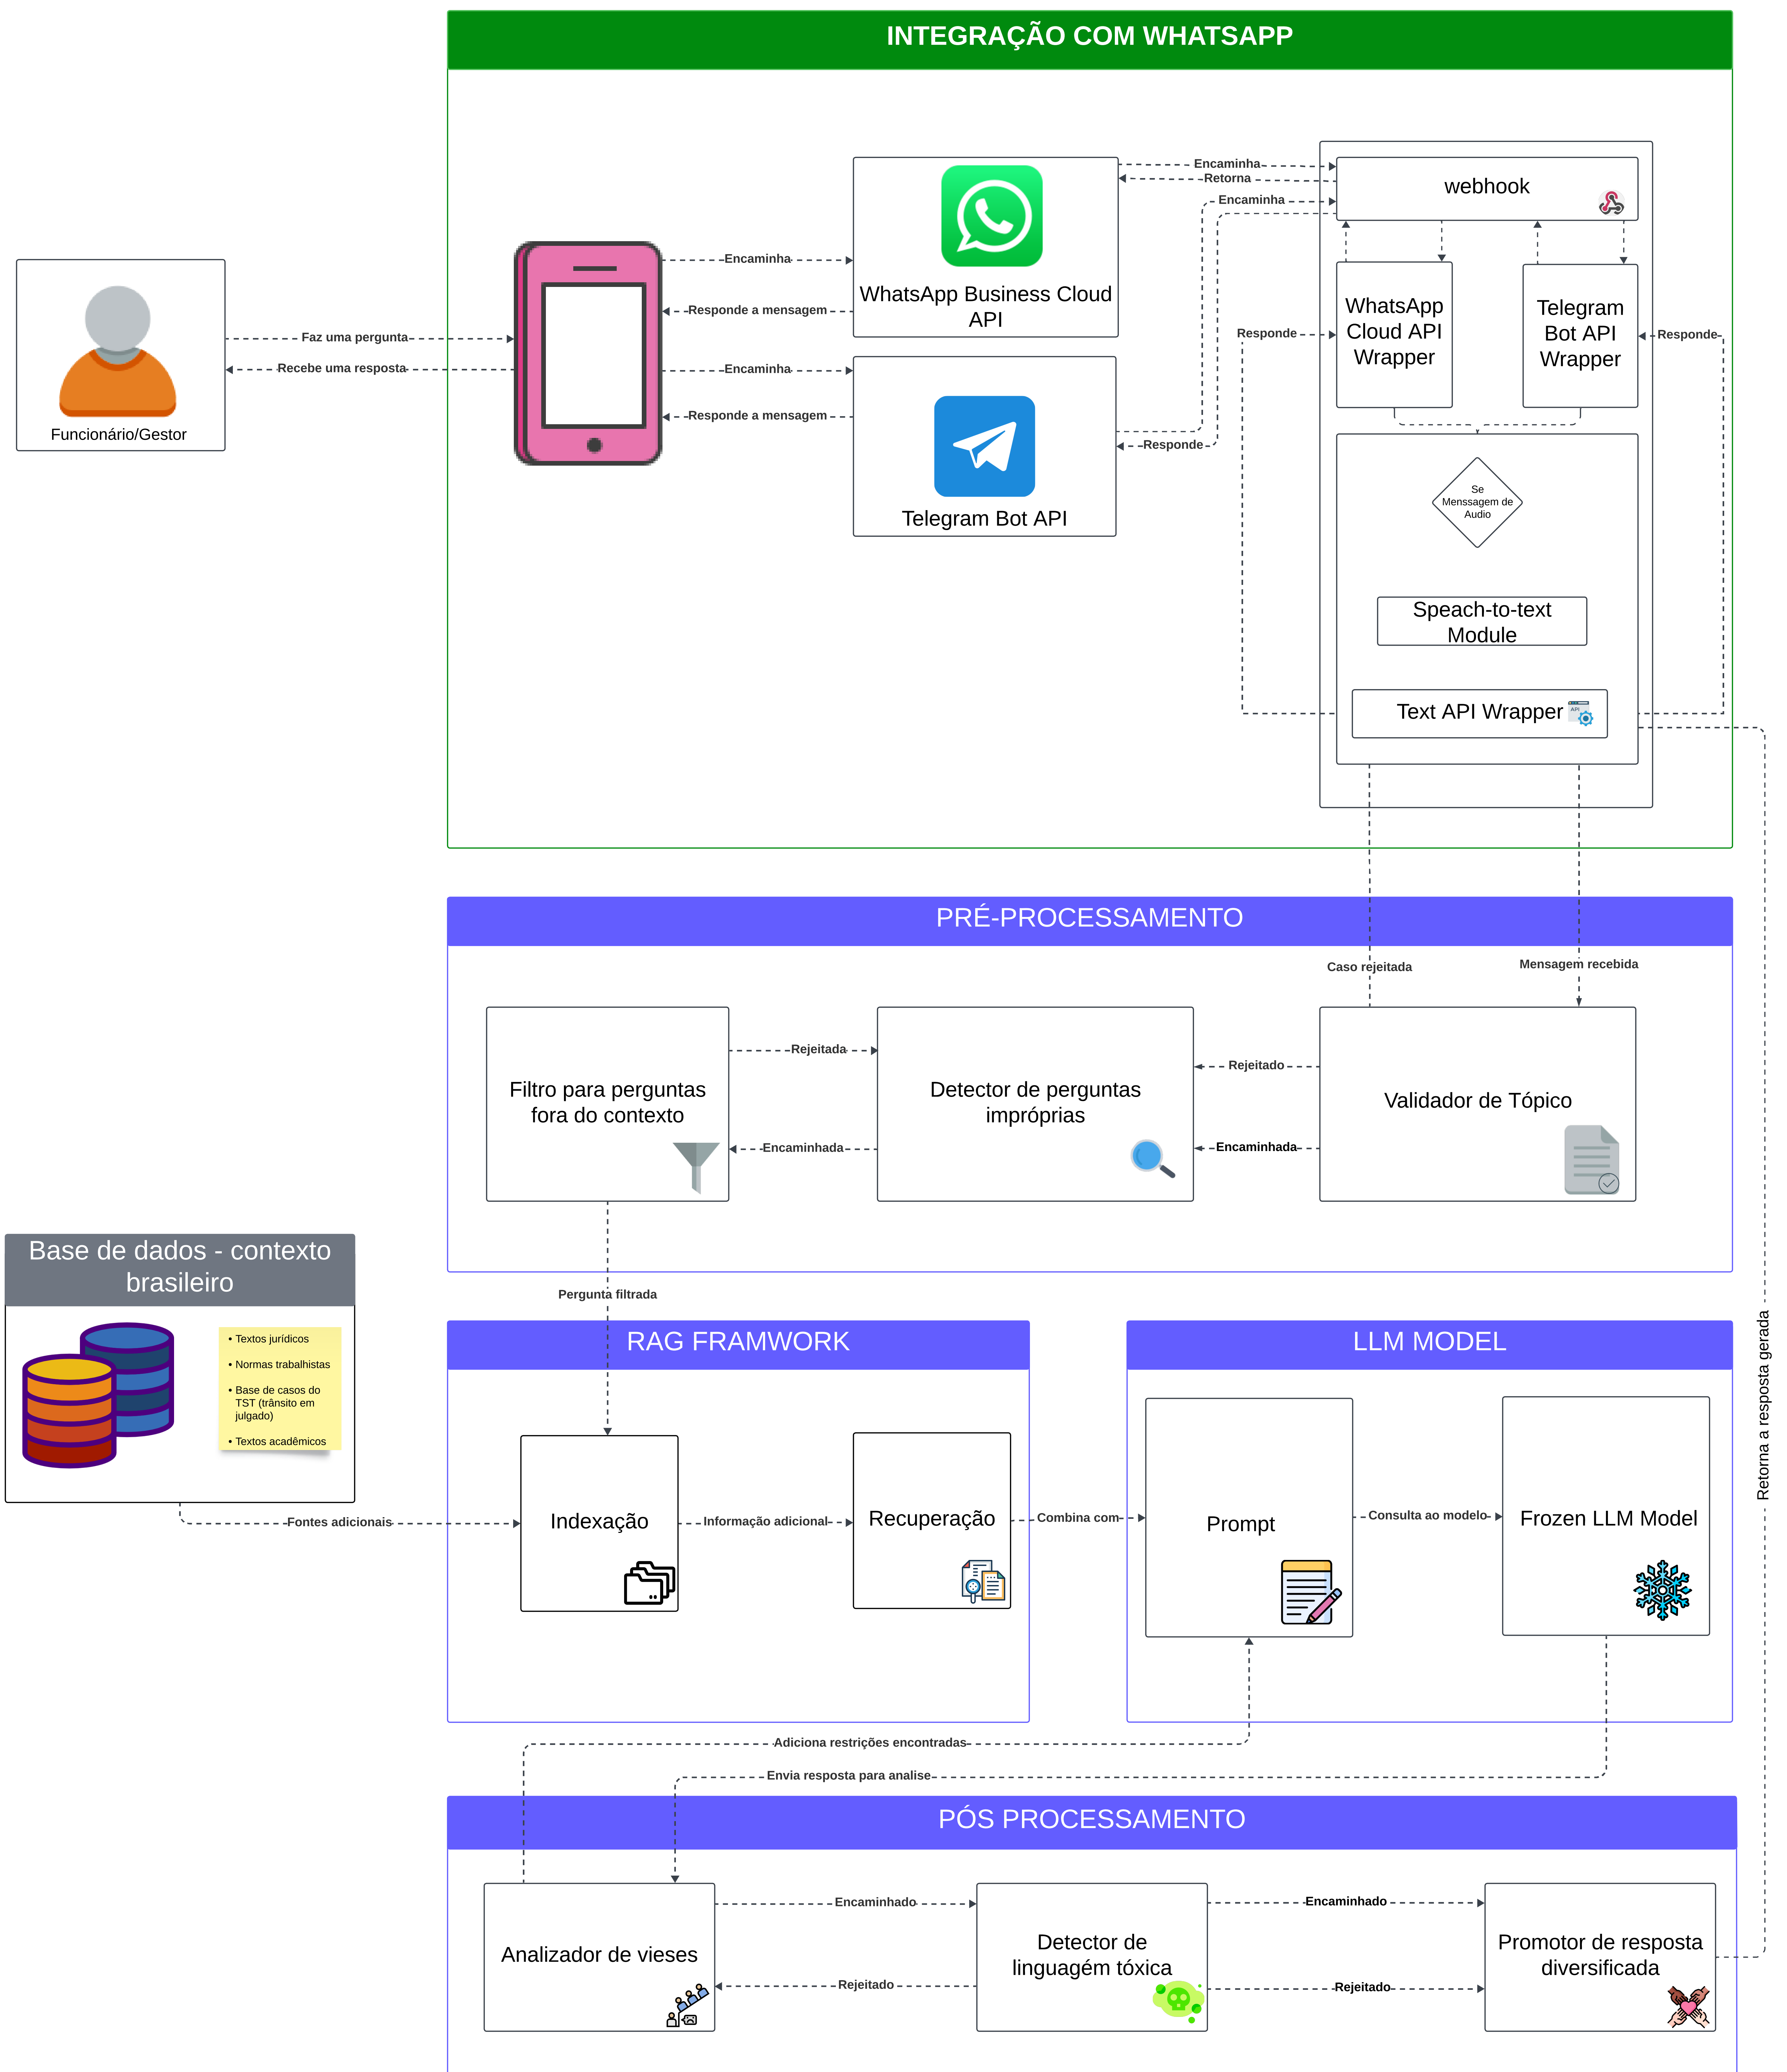 INTEGRAÇÃO COM WHATSAPP
Encaminha
Retorna
Encaminha
webhook
Encaminha
Responde a mensagem
WhatsApp Business Cloud
API
WhatsApp
Cloud API
Wrapper
Telegram
Bot API
Wrapper
Responde
Responde
Faz uma pergunta
Recebe uma resposta
Funcionário/Gestor
Encaminha
Responde a mensagem
Responde
Telegram Bot API
Se
Menssagem de
Audio
Speach-to-text
Module
Text API Wrapper
API
PRÉ-PROCESSAMENTO
Caso rejeitada
Mensagem recebida
Filtro para perguntas
fora do contexto
Rejeitada
Encaminhada
Detector de perguntas
impróprias
Rejeitado
Encaminhada
Validador de Tópico
Base de dados - contexto
brasileiro
• Textos jurídicos
• Normas trabalhistas
• Base de casos do
TST (trânsito em
julgado)
• Textos acadêmicos
Fontes adicionais
Pergunta filtrada
RAG FRAMWORK
Indexação
Informação adicional
Recuperação
Combina com
LLM MODEL
Prompt
Consulta ao modelo
Frozen LLM Model
Retorna a resposta gerada
Adiciona restrições encontradas
Envia resposta para analise
PÓS PROCESSAMENTO
Analizador de vieses
Encaminhado
Rejeitado
Detector de
linguagém tóxica
Encaminhado
Rejeitado
Promotor de resposta
diversificada